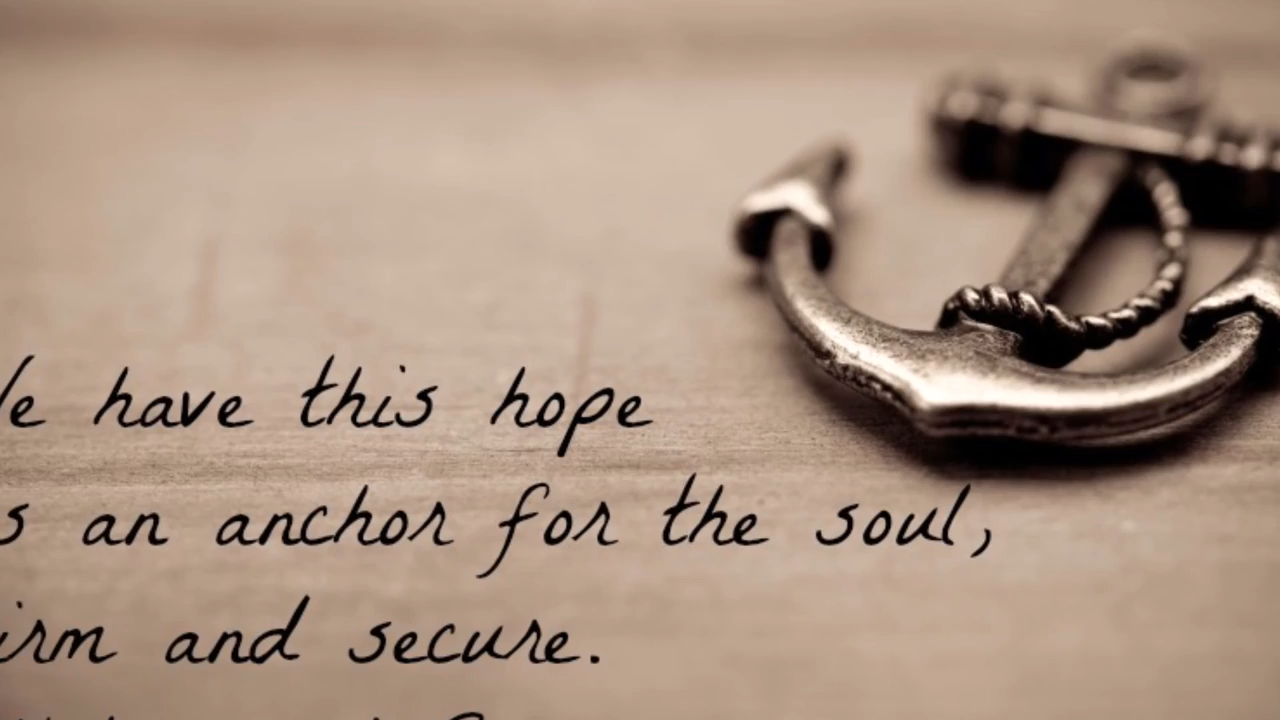 e have this hope
s an anchor for the soul,
irm and secure.